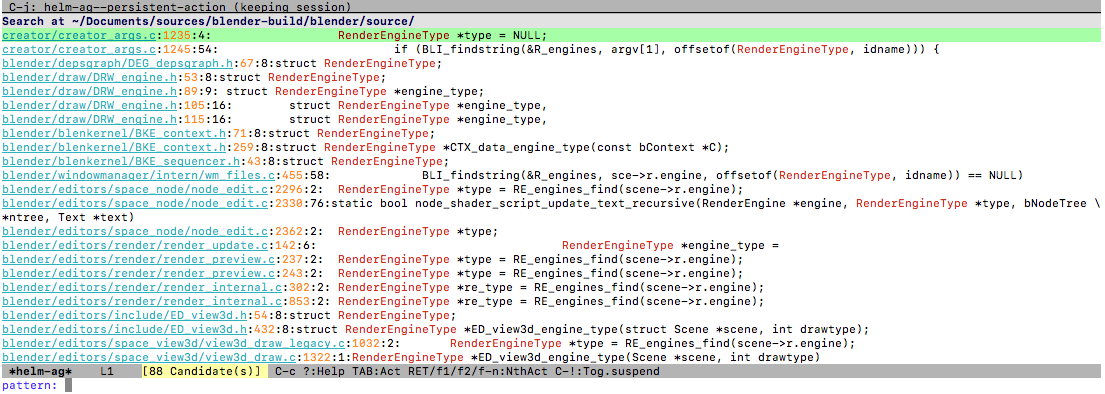 C-j: helm-ag--persistent-action (keeping session)
Search at ~/Documents/sources/blender-build/blender/source/
creator/creator_args.c:1235:4:                  RenderEngineType *type = NULL;
creator/creator_args.c:1245:54:                          if (BLI_findstring(&R_engines, argv[1], offsetof(RenderEngineType, idname))) {
blender/depsgraph/DEG_depsgraph.h:67:8:struct RenderEngineType;
blender/draw/DRW_engine.h:53:8:struct RenderEngineType;
blender/draw/DRW_engine.h:89:9: struct RenderEngineType *engine_type;
blender/draw/DRW_engine.h:105:16:        struct RenderEngineType *engine_type,
blender/draw/DRW_engine.h:115:16:        struct RenderEngineType *engine_type,
blender/blenkernel/BKE_context.h:71:8:struct RenderEngineType;
blender/blenkernel/BKE_context.h:259:8:struct RenderEngineType *CTX_data_engine_type(const bContext *C);
blender/blenkernel/BKE_sequencer.h:43:8:struct RenderEngineType;
blender/windowmanager/intern/wm_files.c:455:58:             BLI_findstring(&R_engines, sce->r.engine, offsetof(RenderEngineType, idname)) == NULL)
blender/editors/space_node/node_edit.c:2296:2:  RenderEngineType *type = RE_engines_find(scene->r.engine);
blender/editors/space_node/node_edit.c:2330:76:static bool node_shader_script_update_text_recursive(RenderEngine *engine, RenderEngineType *type, bNodeTree \
*ntree, Text *text)
blender/editors/space_node/node_edit.c:2362:2:  RenderEngineType *type;
blender/editors/render/render_update.c:142:6:                                   RenderEngineType *engine_type =
blender/editors/render/render_preview.c:237:2:  RenderEngineType *type = RE_engines_find(scene->r.engine);
blender/editors/render/render_preview.c:243:2:  RenderEngineType *type = RE_engines_find(scene->r.engine);
blender/editors/render/render_internal.c:302:2: RenderEngineType *re_type = RE_engines_find(scene->r.engine);
blender/editors/render/render_internal.c:853:2: RenderEngineType *re_type = RE_engines_find(scene->r.engine);
blender/editors/include/ED_view3d.h:54:8:struct RenderEngineType;
blender/editors/include/ED_view3d.h:432:8:struct RenderEngineType *ED_view3d_engine_type(struct Scene *scene, int drawtype);
blender/editors/space_view3d/view3d_draw_legacy.c:1032:2:       RenderEngineType *type = RE_engines_find(scene->r.engine);
blender/editors/space_view3d/view3d_draw.c:1322:1:RenderEngineType *ED_view3d_engine_type(Scene *scene, int drawtype)
*helm-ag*    L1    [88 Candidate(s)]  C-c ?:Help TAB:Act RET/f1/f2/f-n:NthAct C-!:Tog.suspend
pattern: